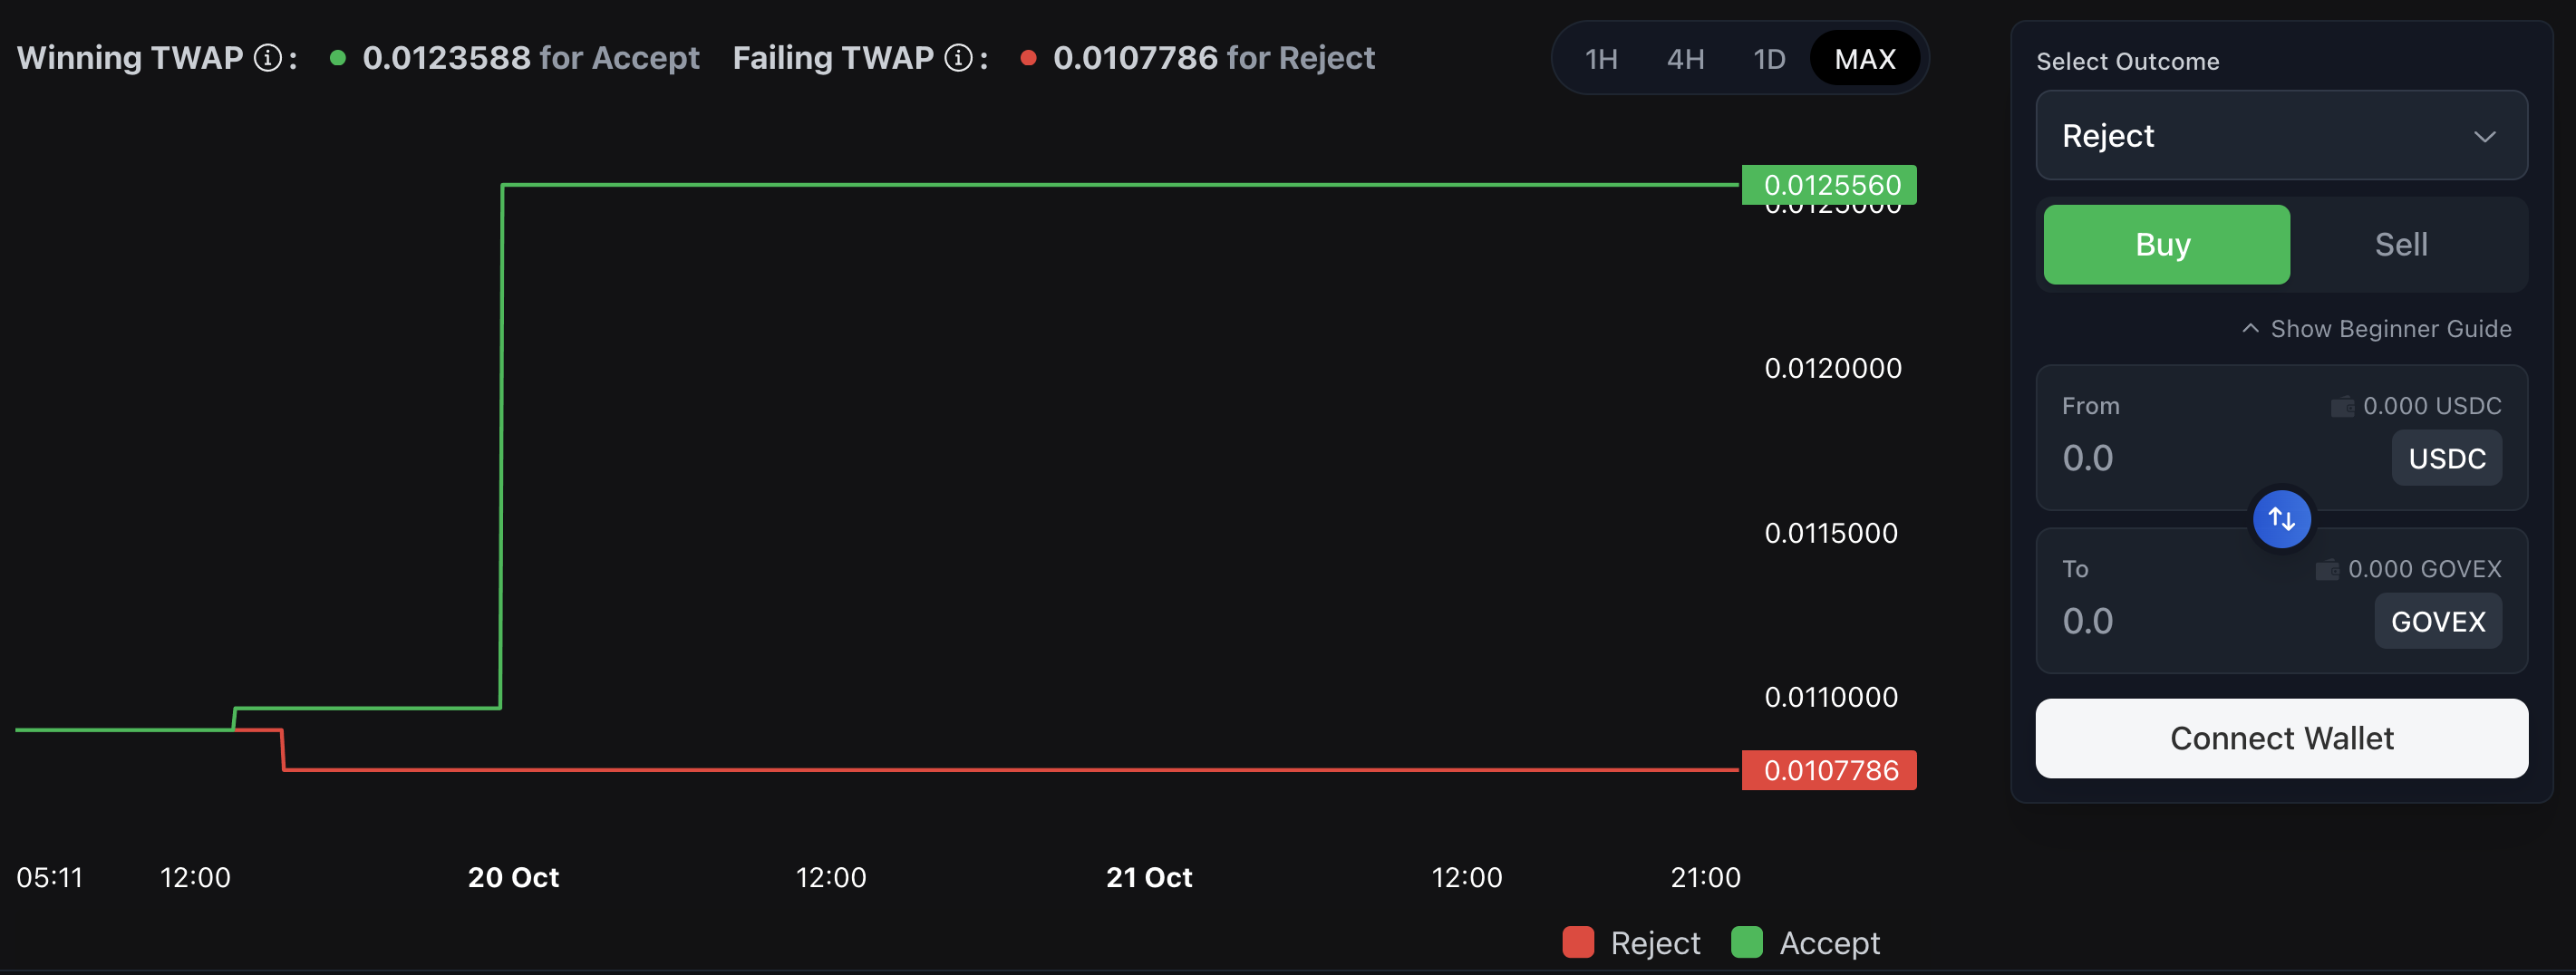 Winning TWAP ⓘ: ● 0.0123588 for Accept Failing TWAP ⓘ: ● 0.0107786 for Reject
1H 4H 1D MAX
0.0125560
0.0125000
0.0120000
0.0115000
0.0110000
0.0107786
05:11 12:00 20 Oct 12:00 21 Oct 12:00 21:00
Reject Accept
Select Outcome
Reject
Buy Sell
Show Beginner Guide
From 0.000 USDC
0.0 USDC
To 0.000 GOVEX
0.0 GOVEX
Connect Wallet